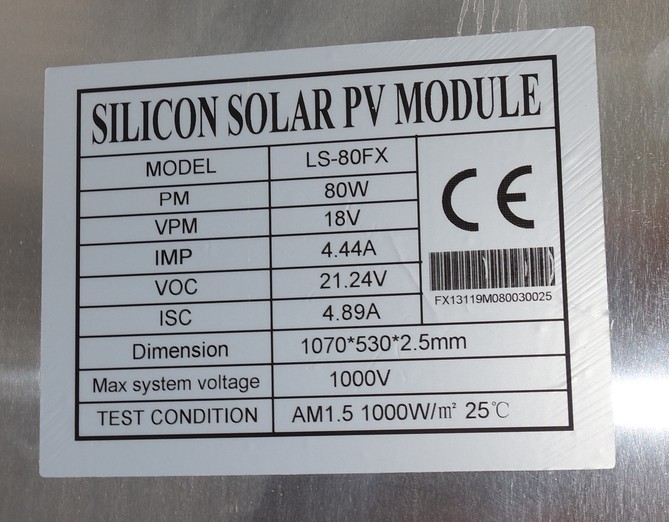 SILICON SOLAR PV MODULE
MODEL LS-80FX
PM 80W
VPM 18V
IMP 4.44A
VOC 21.24V
ISC 4.89A
CE
FX13119M080030025
Dimension 1070*530*2.5mm
Max system voltage 1000V
TEST CONDITION AM1.5 1000W/㎡ 25℃